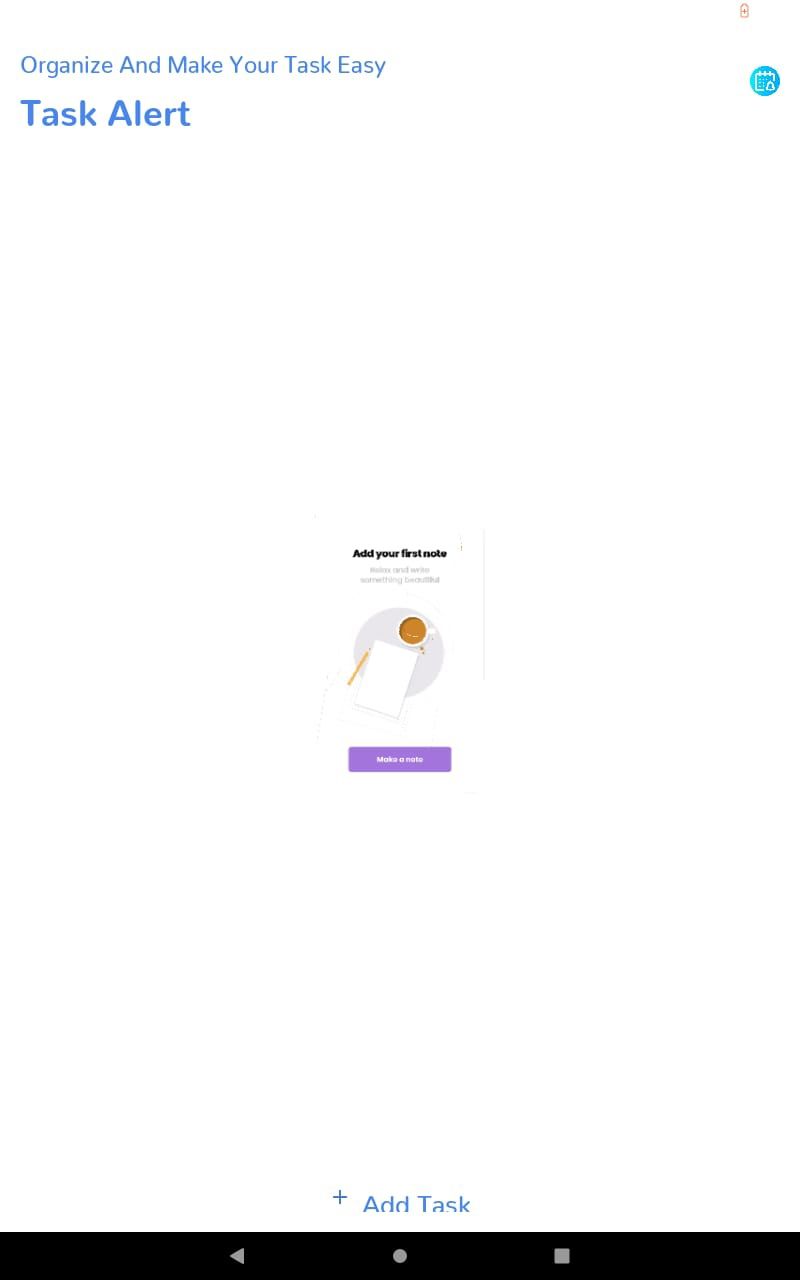 Organize And Make Your Task Easy
Task Alert
Add your first note
Relax and write
something beautiful
Make a note
+ Add Task